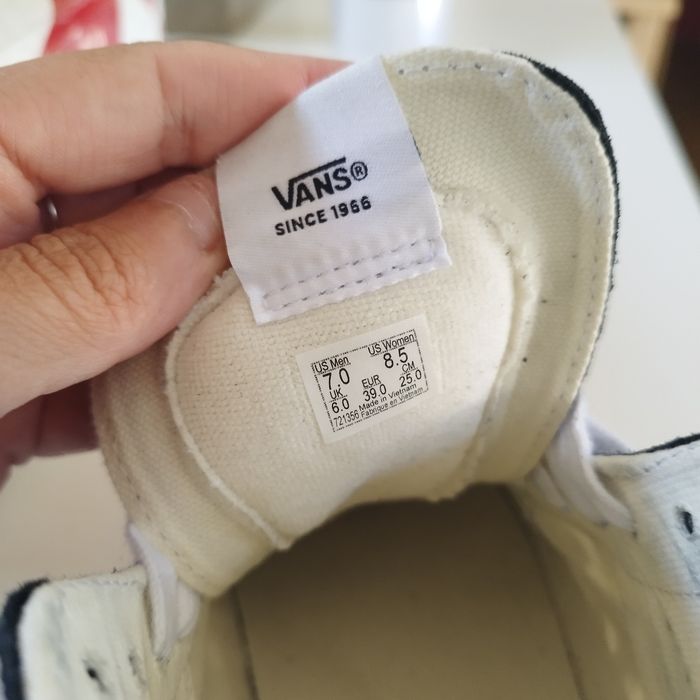 VANS®
SINCE 1966
US Men US Women
7.0 8.5
UK EUR CM
6.0 39.0 25.0
721356 Made in Vietnam
Fabriqué en Vietnam